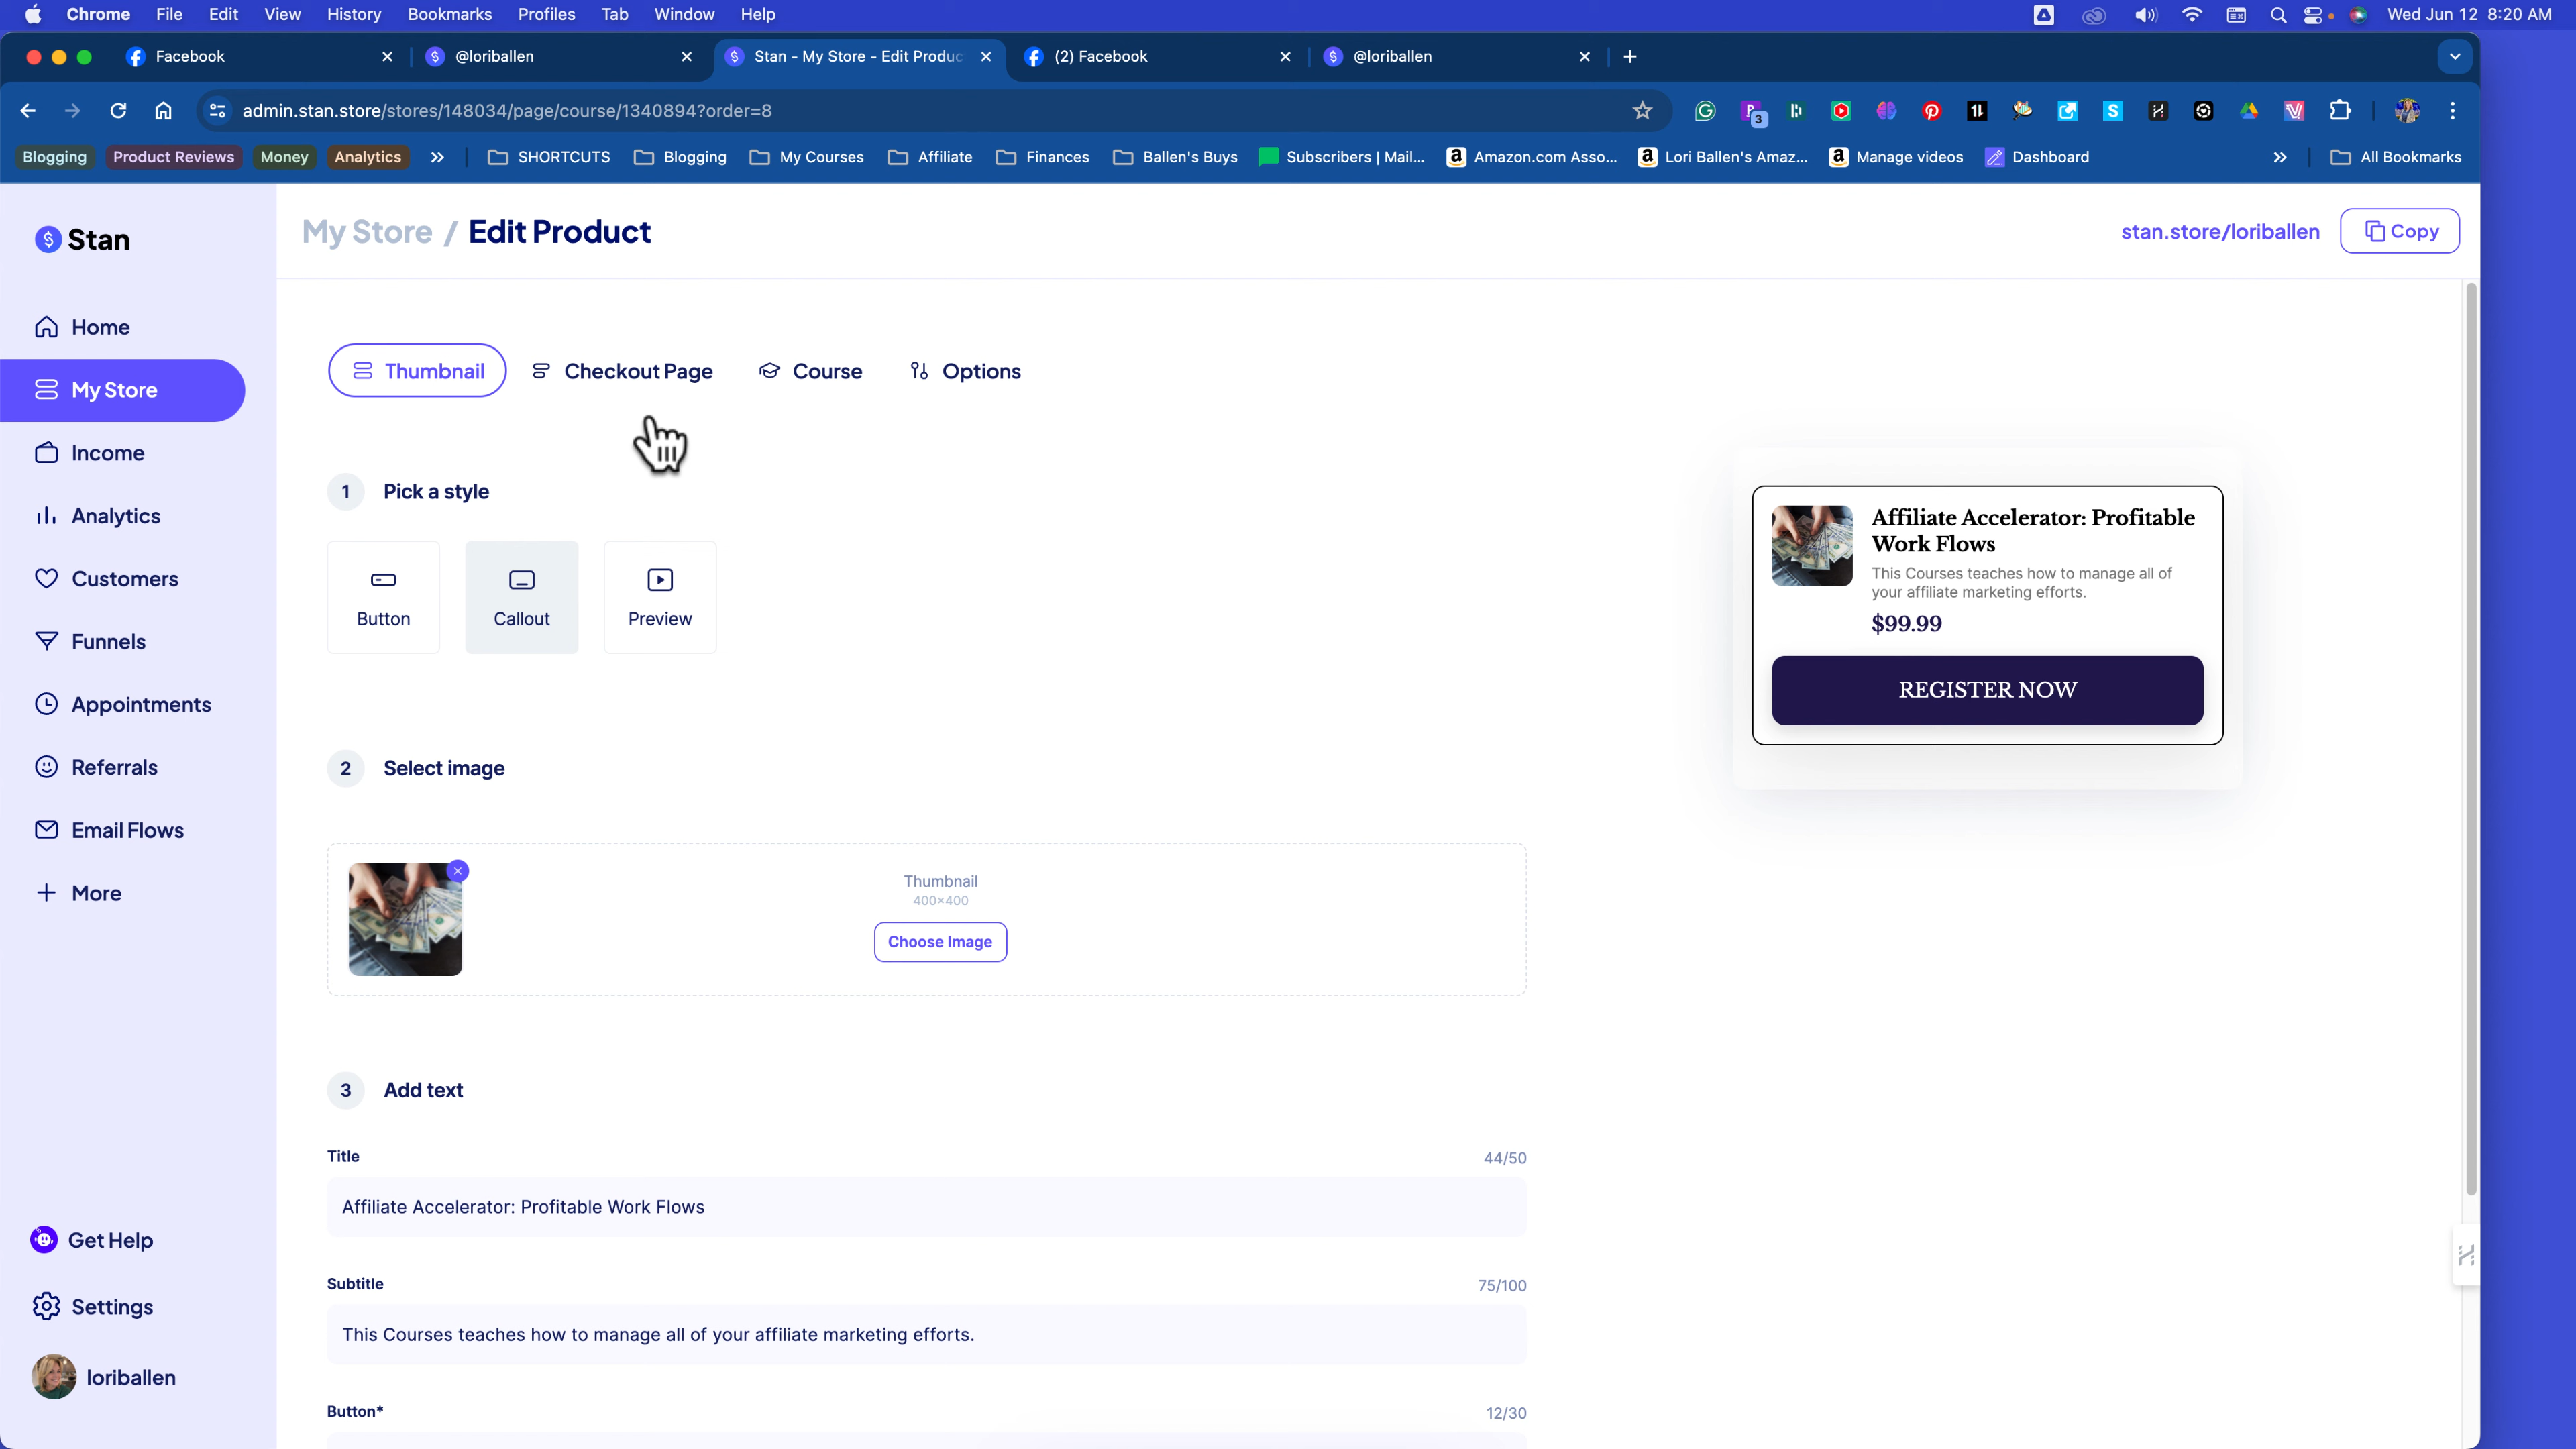 Chrome File Edit View History Bookmarks Profiles Tab Window Help Wed Jun 12 8:20 AM
Facebook @loriballen Stan - My Store - Edit Produc (2) Facebook @loriballen
admin.stan.store/stores/148034/page/course/1340894?order=8 3
Blogging Product Reviews Money Analytics SHORTCUTS Blogging My Courses Affiliate Finances Ballen's Buys Subscribers | Mail... Amazon.com Asso... Lori Ballen's Amaz... Manage videos Dashboard All Bookmarks
Stan
My Store / Edit Product
stan.store/loriballen Copy
Home
My Store
Income
Analytics
Customers
Funnels
Appointments
Referrals
Email Flows
More
Get Help
Settings
loriballen
Thumbnail Checkout Page Course Options
1 Pick a style
Button Callout Preview
2 Select image
Thumbnail
400×400
Choose Image
3 Add text
Title 44/50
Affiliate Accelerator: Profitable Work Flows
Subtitle 75/100
This Courses teaches how to manage all of your affiliate marketing efforts.
Button* 12/30
Affiliate Accelerator: Profitable
Work Flows
This Courses teaches how to manage all of
your affiliate marketing efforts.
$99.99
REGISTER NOW